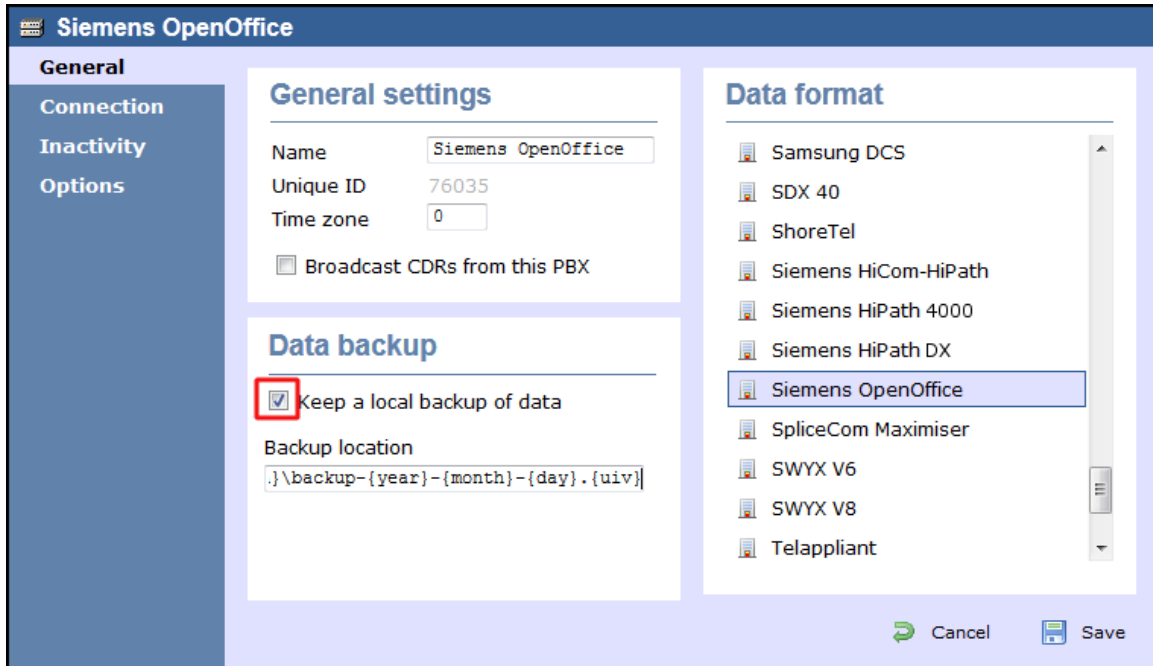 Siemens OpenOffice
General
Connection
Inactivity
Options
General settings
Name Siemens OpenOffice
Unique ID 76035
Time zone 0
Broadcast CDRs from this PBX
Data backup
Keep a local backup of data
Backup location
.}\backup-{year}-{month}-{day}.{uiv}
Data format
Samsung DCS
SDX 40
ShoreTel
Siemens HiCom-HiPath
Siemens HiPath 4000
Siemens HiPath DX
Siemens OpenOffice
SpliceCom Maximiser
SWYX V6
SWYX V8
Telappliant
Cancel Save